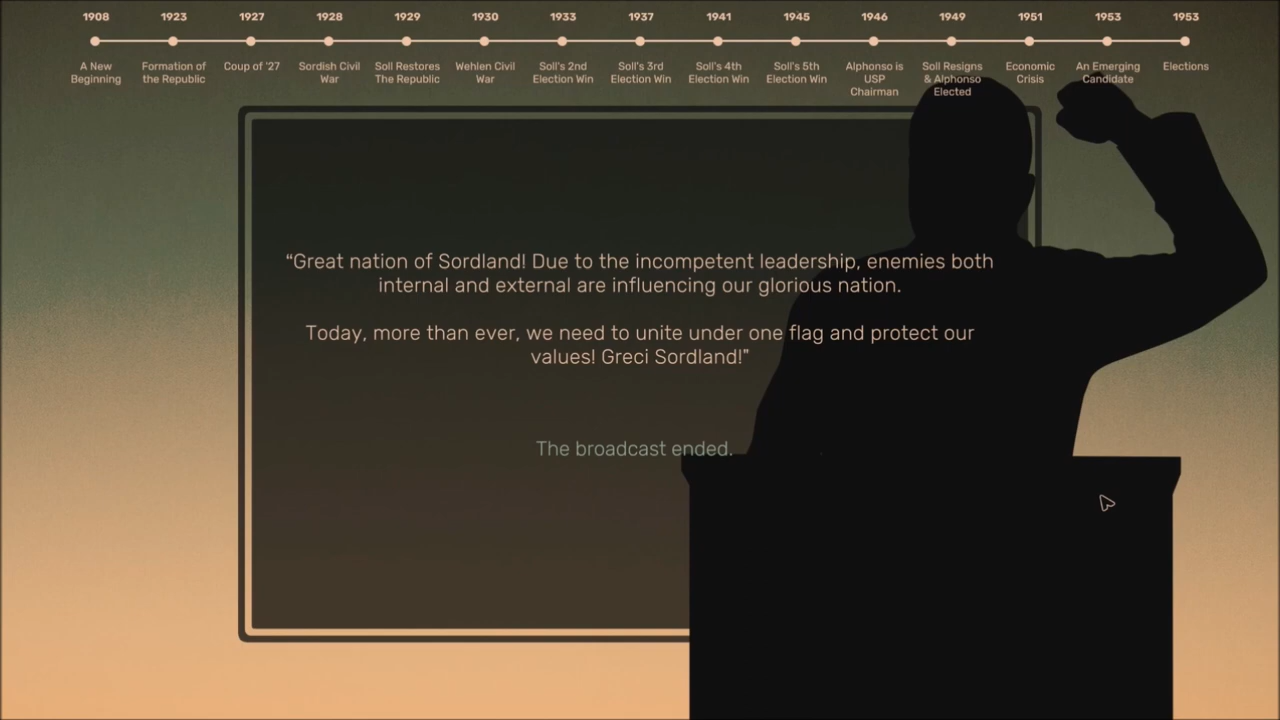 1908 1923 1927 1928 1929 1930 1933 1937 1941 1945 1946 1949 1951 1953 1953
A New Beginning
Formation of the Republic
Coup of '27
Sordish Civil War
Soll Restores The Republic
Wehlen Civil War
Soll's 2nd Election Win
Soll's 3rd Election Win
Soll's 4th Election Win
Soll's 5th Election Win
Alphonso is USP Chairman
Soll Resigns & Alphonso Elected
Economic Crisis
An Emerging Candidate
Elections
“Great nation of Sordland! Due to the incompetent leadership, enemies both
internal and external are influencing our glorious nation.
Today, more than ever, we need to unite under one flag and protect our
values! Greci Sordland!”
The broadcast ended.